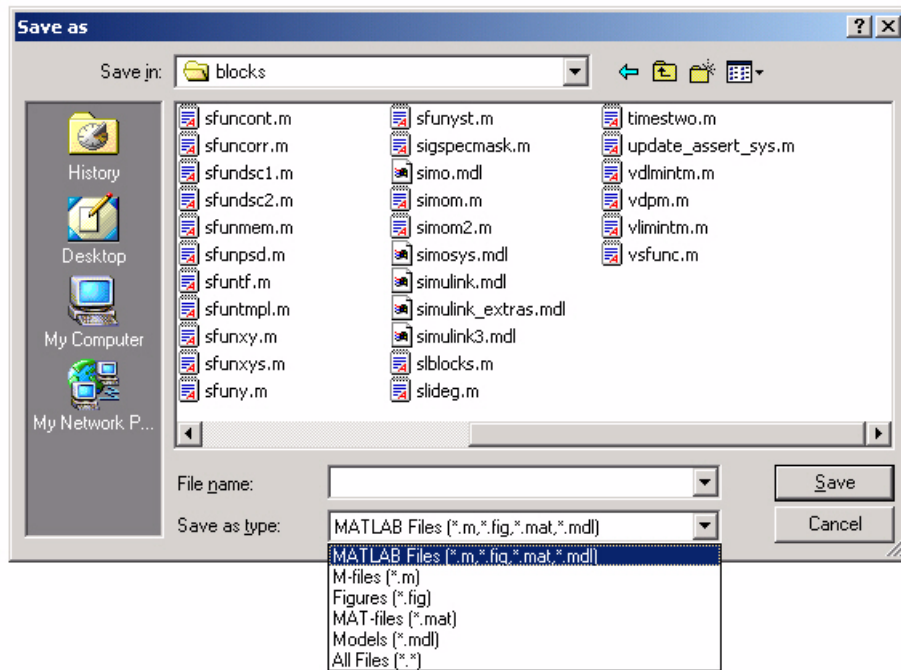 Save as
Save in: blocks
History
Desktop
My Computer
My Network P...
sfuncont.m
sfuncorr.m
sfundsc1.m
sfundsc2.m
sfunmem.m
sfunpsd.m
sfuntf.m
sfuntmpl.m
sfunxy.m
sfunxys.m
sfuny.m
sfunyst.m
sigspecmask.m
simo.mdl
simom.m
simom2.m
simosys.mdl
simulink.mdl
simulink_extras.mdl
simulink3.mdl
slblocks.m
slideg.m
timestwo.m
update_assert_sys.m
vdlmintm.m
vdpm.m
vlimintm.m
vsfunc.m
File name:
Save
Save as type: MATLAB Files (*.m,*.fig,*.mat,*.mdl)
Cancel
MATLAB Files (*.m,*.fig,*.mat,*.mdl)
M-files (*.m)
Figures (*.fig)
MAT-files (*.mat)
Models (*.mdl)
All Files (*.*)